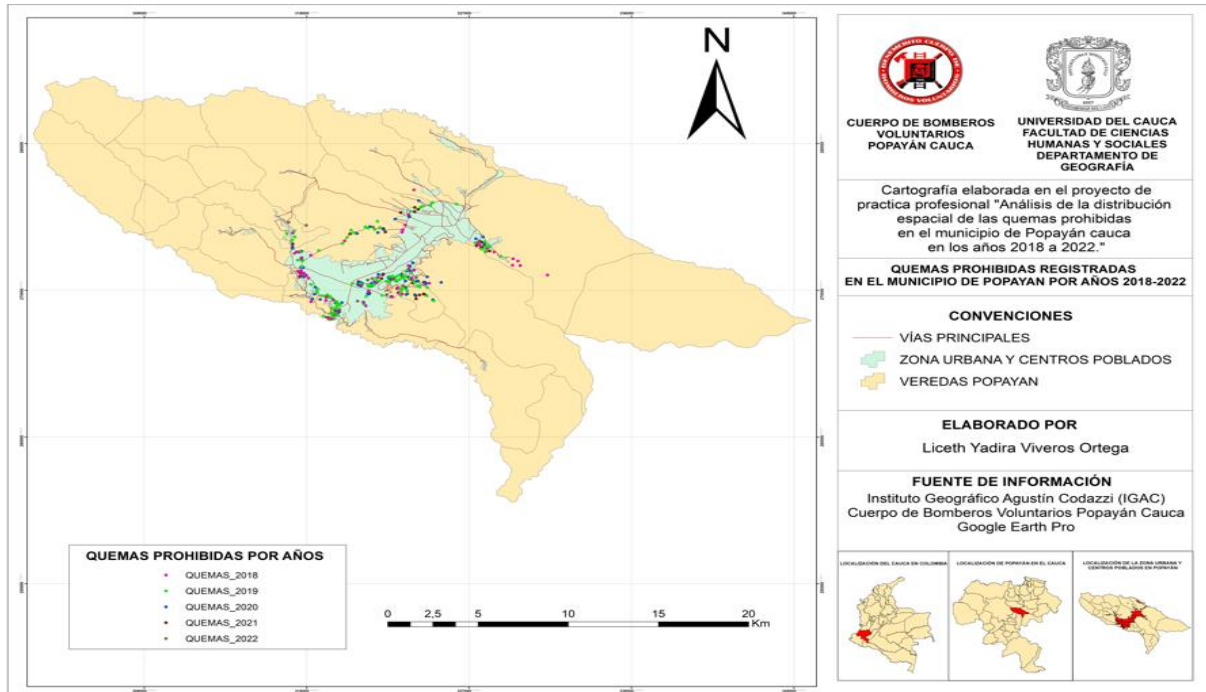 N
BENEMÉRITO CUERPO DE
BOMBEROS VOLUNTARIOS
CUERPO DE BOMBEROS
VOLUNTARIOS
POPAYÁN CAUCA
UNIVERSIDAD DEL CAUCA
FACULTAD DE CIENCIAS
HUMANAS Y SOCIALES
DEPARTAMENTO DE
GEOGRAFÍA
Cartografía elaborada en el proyecto de
practica profesional "Análisis de la distribución
espacial de las quemas prohibidas
en el municipio de Popayán cauca
en los años 2018 a 2022."
QUEMAS PROHIBIDAS REGISTRADAS
EN EL MUNICIPIO DE POPAYAN POR AÑOS 2018-2022
CONVENCIONES
VÍAS PRINCIPALES
ZONA URBANA Y CENTROS POBLADOS
VEREDAS POPAYAN
ELABORADO POR
Liceth Yadira Viveros Ortega
FUENTE DE INFORMACIÓN
Instituto Geográfico Agustín Codazzi (IGAC)
Cuerpo de Bomberos Voluntarios Popayán Cauca
Google Earth Pro
LOCALIZACIÓN DEL CAUCA EN COLOMBIA
LOCALIZACIÓN DE POPAYÁN EN EL CAUCA
LOCALIZACIÓN DE LA ZONA URBANA Y
CENTROS POBLADOS EN POPAYÁN
QUEMAS PROHIBIDAS POR AÑOS
QUEMAS_2018
QUEMAS_2019
QUEMAS_2020
QUEMAS_2021
QUEMAS_2022
0 2,5 5 10 15 20
Km